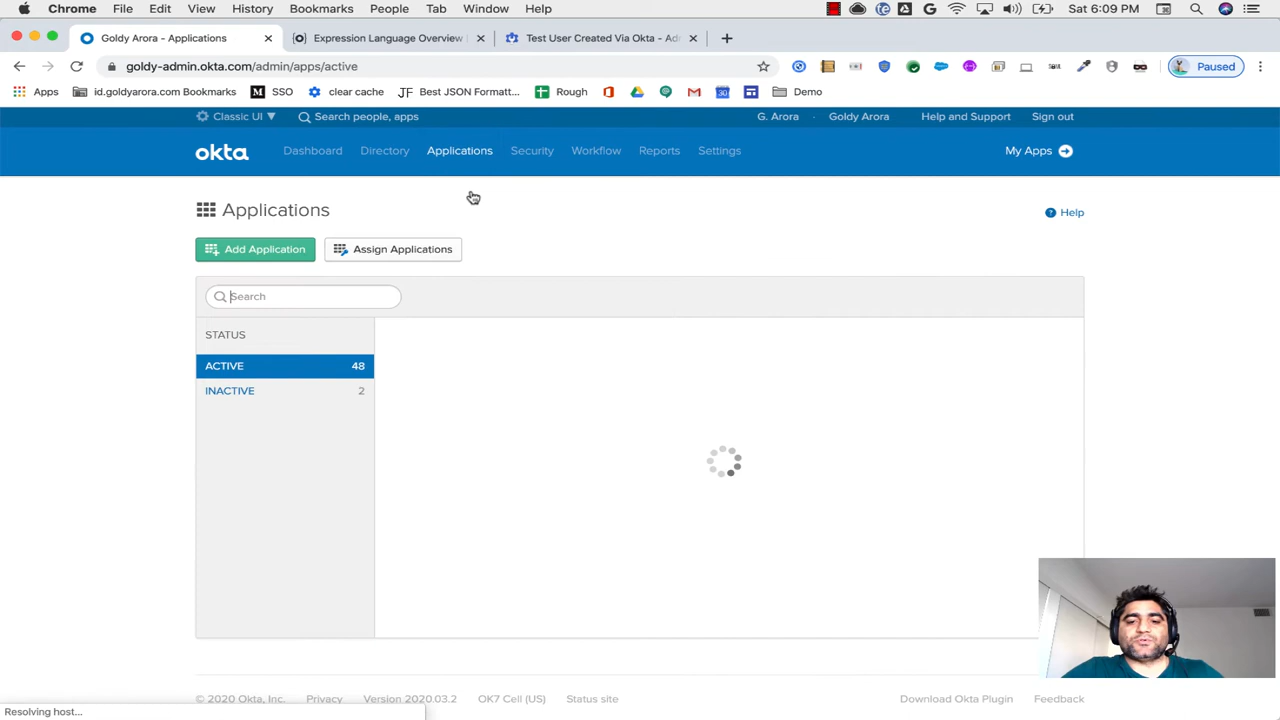 Chrome File Edit View History Bookmarks People Tab Window Help Sat 6:09 PM
Goldy Arora - Applications Expression Language Overview Test User Created Via Okta - Adr
goldy-admin.okta.com/admin/apps/active Paused
Apps id.goldyarora.com Bookmarks SSO clear cache Best JSON Formatt... Rough Demo
Classic UI Search people, apps G. Arora · Goldy Arora Help and Support Sign out
okta Dashboard Directory Applications Security Workflow Reports Settings My Apps
Applications Help
Add Application Assign Applications
Search
STATUS
ACTIVE 48
INACTIVE 2
© 2020 Okta, Inc. Privacy Version 2020.03.2 OK7 Cell (US) Status site Download Okta Plugin Feedback
Resolving host...